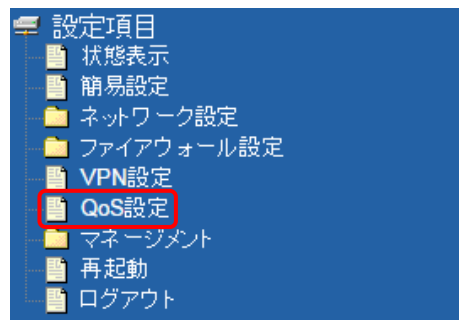 設定項目
状態表示
簡易設定
ネットワーク設定
ファイアウォール設定
VPN設定
QoS設定
マネージメント
再起動
ログアウト